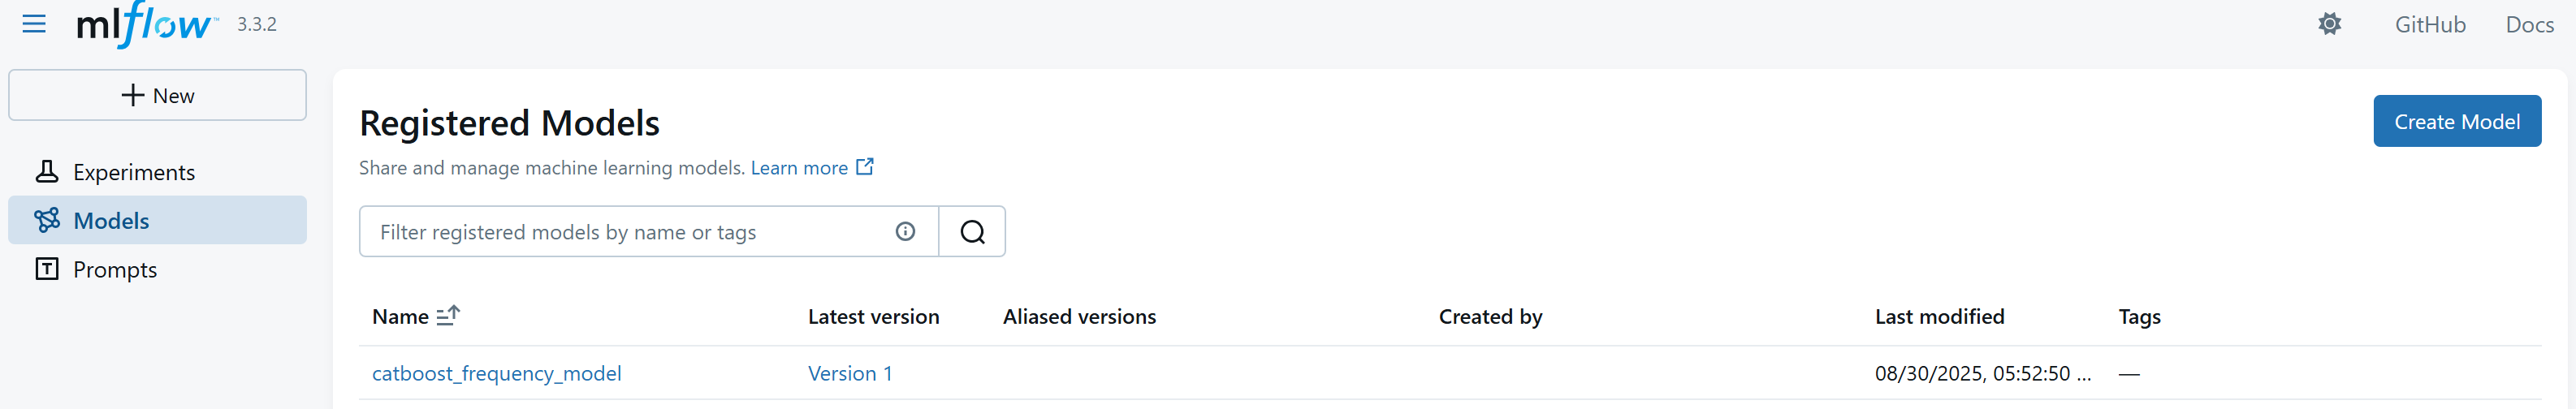 mlflow™ 3.3.2 GitHub Docs
New
Experiments
Models
Prompts
Registered Models
Create Model
Share and manage machine learning models. Learn more
Filter registered models by name or tags
Name Latest version Aliased versions Created by Last modified Tags
catboost_frequency_model Version 1 08/30/2025, 05:52:50 ... —